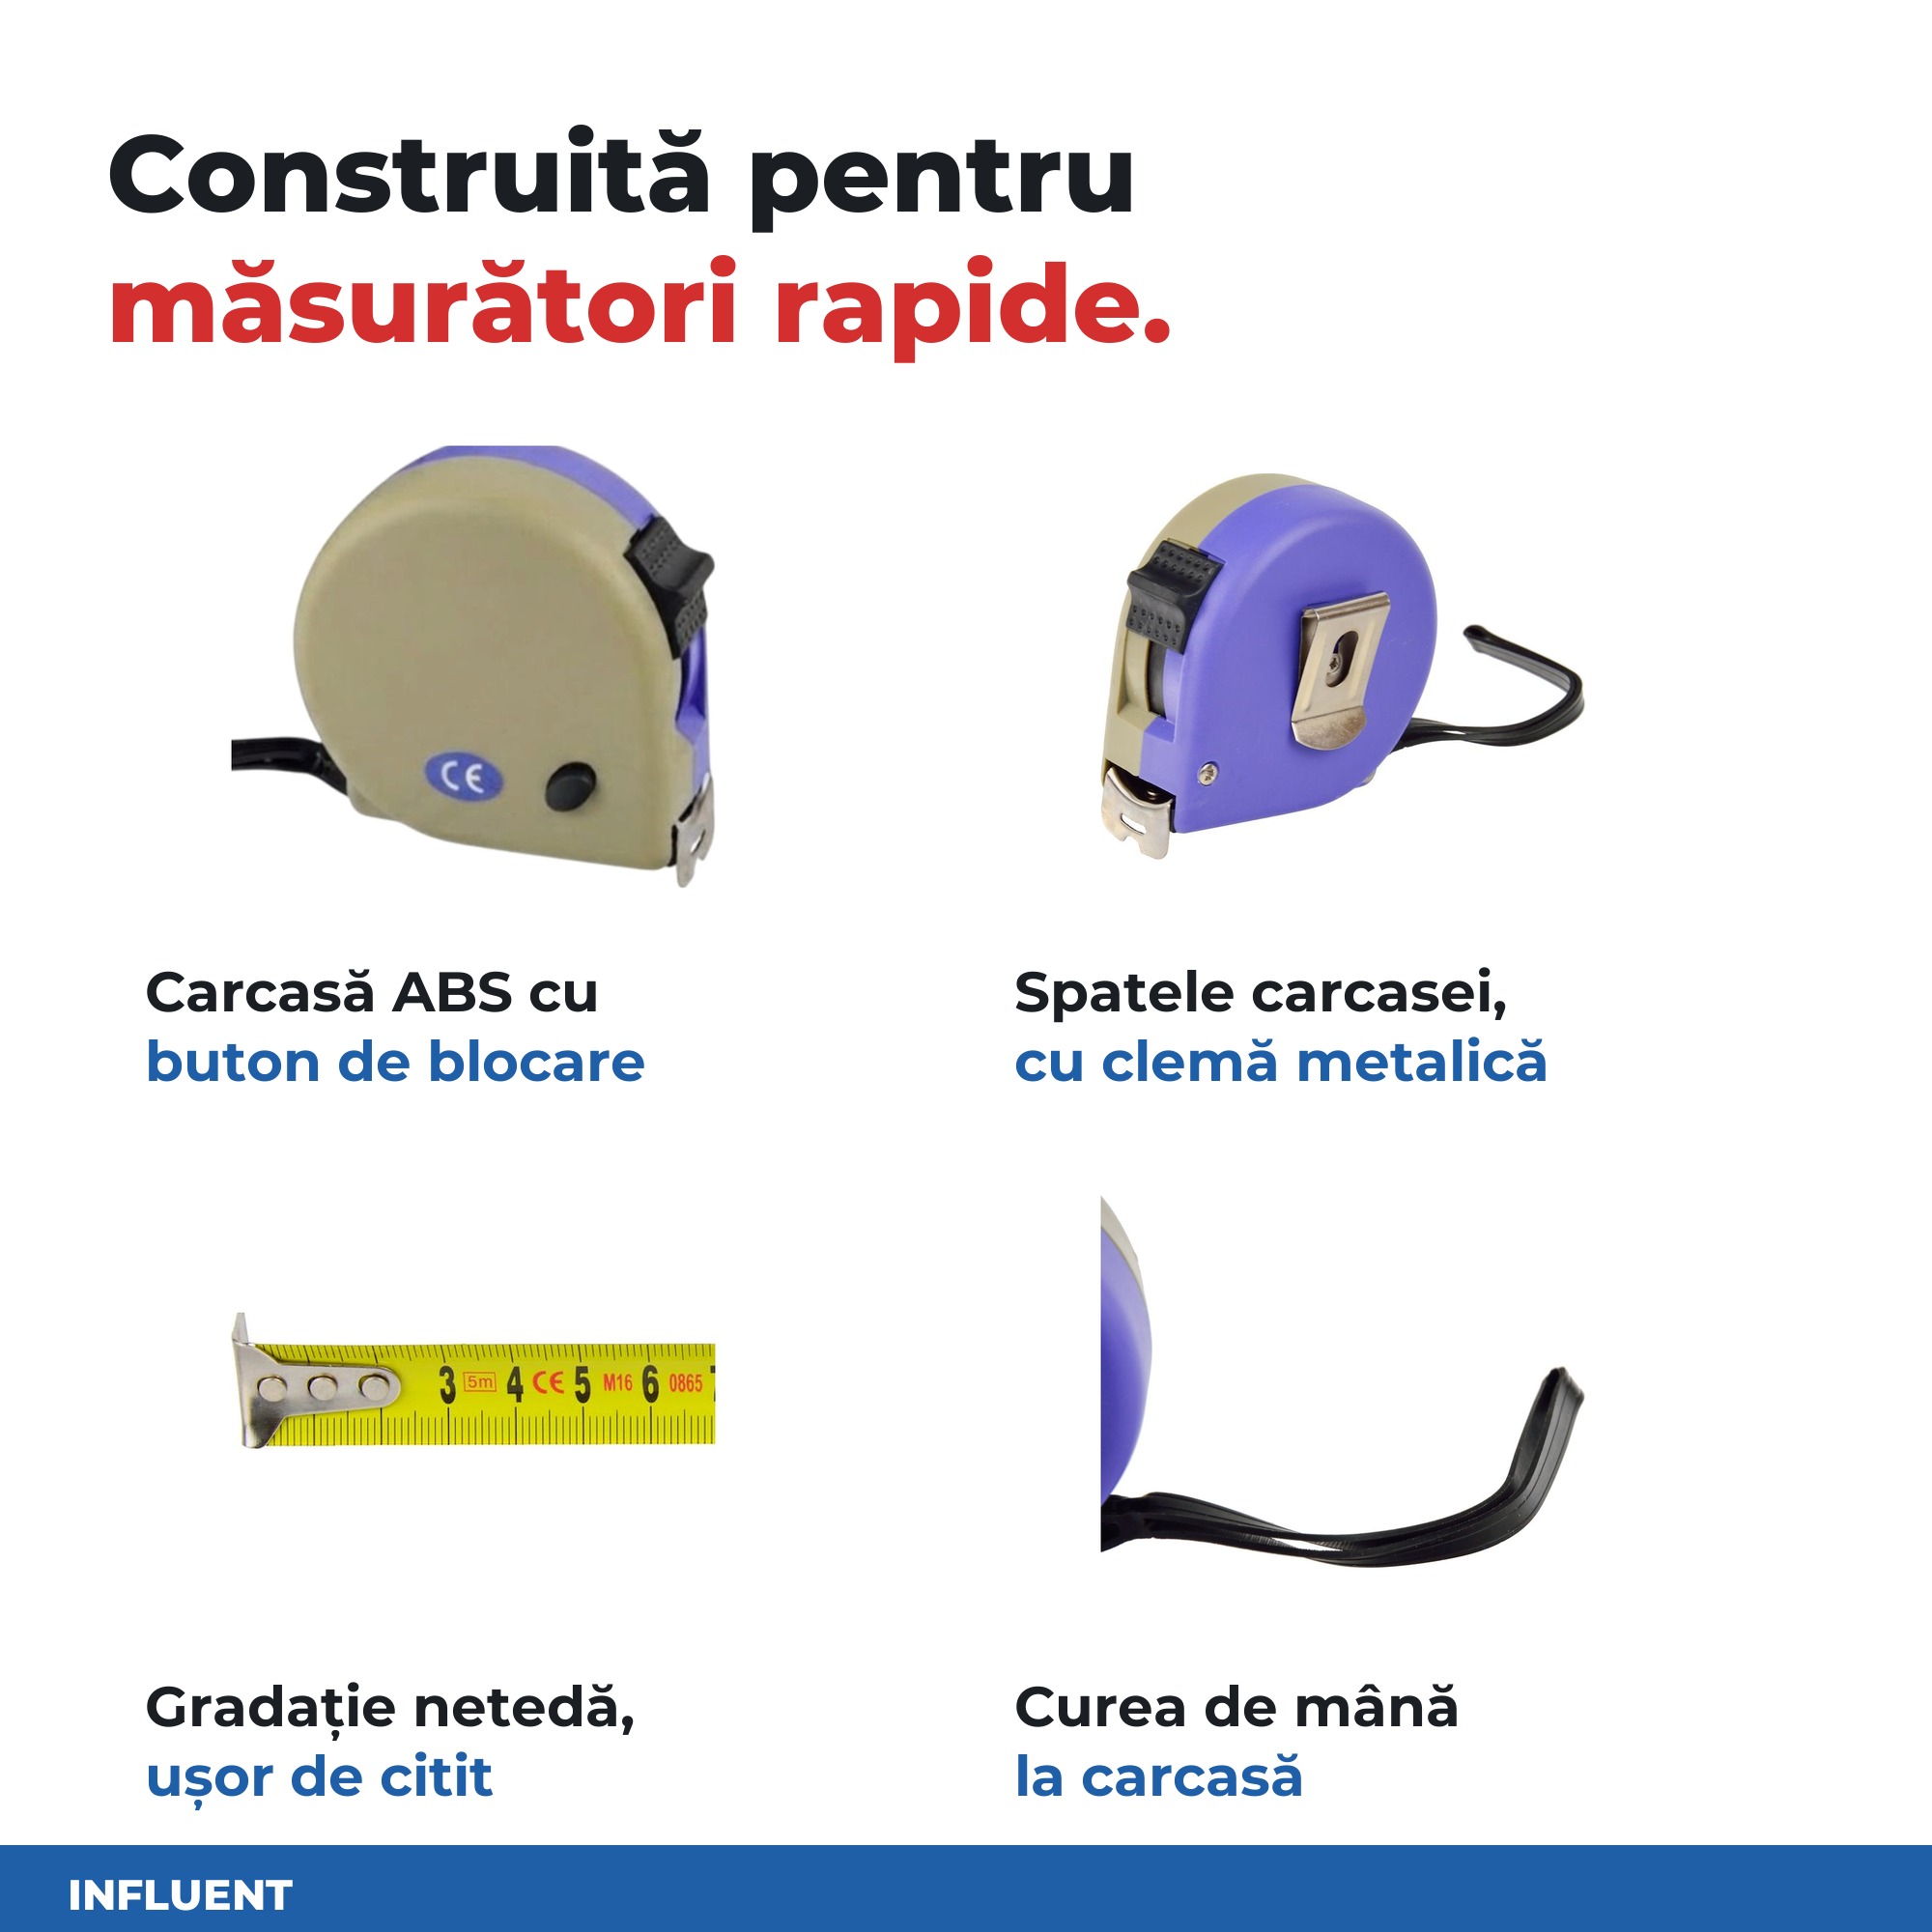 Construită pentru
măsurători rapide.
CE
Carcasă ABS cu
buton de blocare
Spatele carcasei,
cu clemă metalică
3 5m 4 CE 5 M16 6 0865
Gradație netedă,
ușor de citit
Curea de mână
la carcasă
INFLUENT